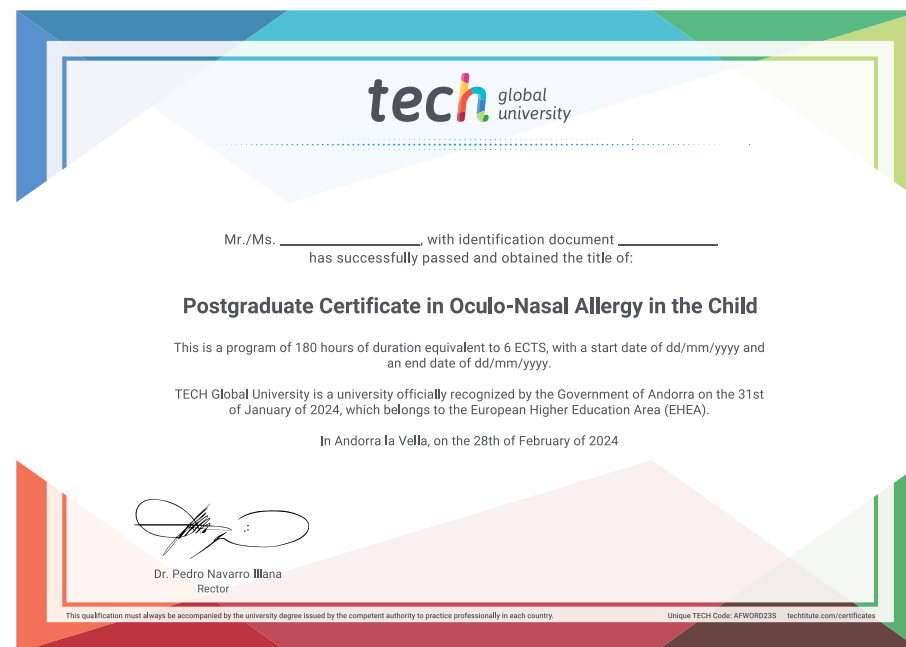 tech global university
Mr./Ms. ____________________, with identification document ______________
has successfully passed and obtained the title of:
Postgraduate Certificate in Oculo-Nasal Allergy in the Child
This is a program of 180 hours of duration equivalent to 6 ECTS, with a start date of dd/mm/yyyy and
an end date of dd/mm/yyyy.
TECH Global University is a university officially recognized by the Government of Andorra on the 31st
of January of 2024, which belongs to the European Higher Education Area (EHEA).
In Andorra la Vella, on the 28th of February of 2024
Dr. Pedro Navarro Illana
Rector
This qualification must always be accompanied by the university degree issued by the competent authority to practice professionally in each country.
Unique TECH Code: AFWORD23S techtitute.com/certificates